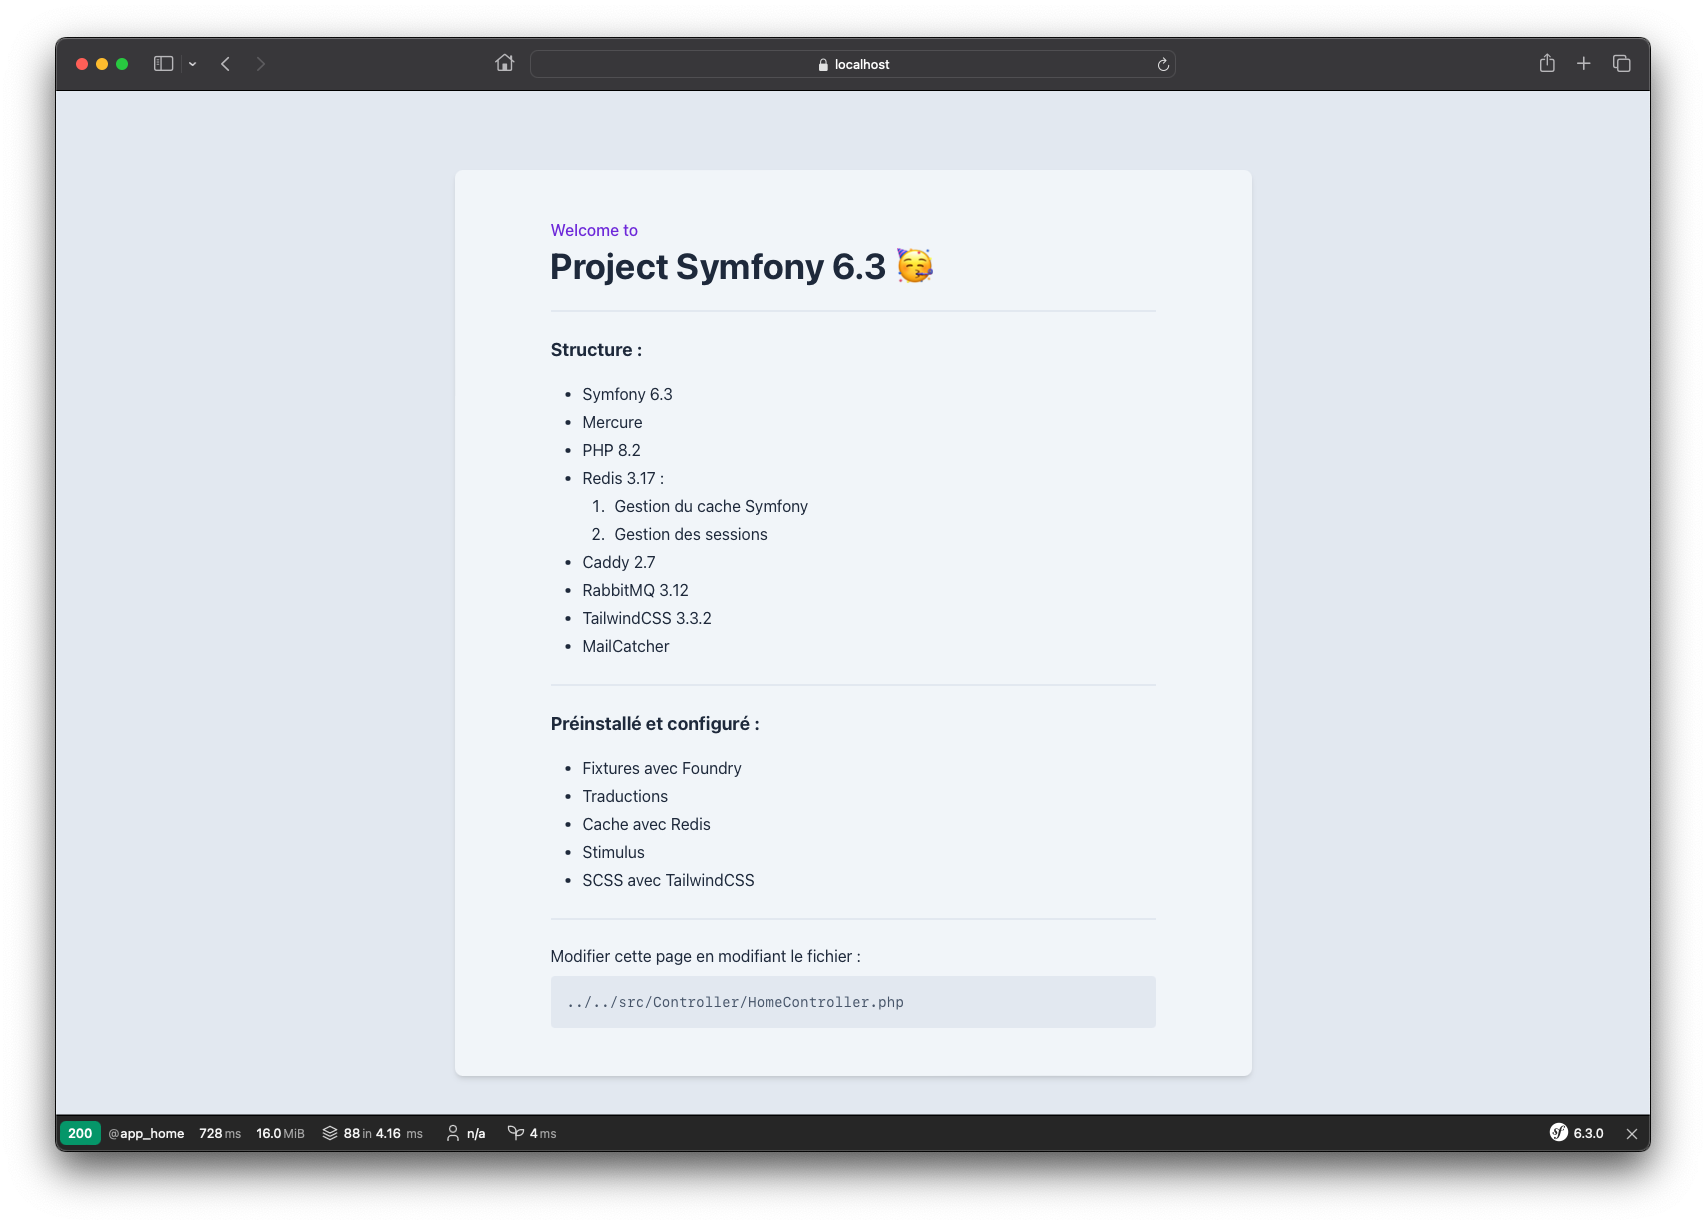 localhost
Welcome to
Project Symfony 6.3 🥳
Structure :
• Symfony 6.3
• Mercure
• PHP 8.2
• Redis 3.17 :
1. Gestion du cache Symfony
2. Gestion des sessions
• Caddy 2.7
• RabbitMQ 3.12
• TailwindCSS 3.3.2
• MailCatcher
Préinstallé et configuré :
• Fixtures avec Foundry
• Traductions
• Cache avec Redis
• Stimulus
• SCSS avec TailwindCSS
Modifier cette page en modifiant le fichier :
../../src/Controller/HomeController.php
200 @app_home 728 ms 16.0 MiB 88 in 4.16 ms n/a 4 ms sf 6.3.0